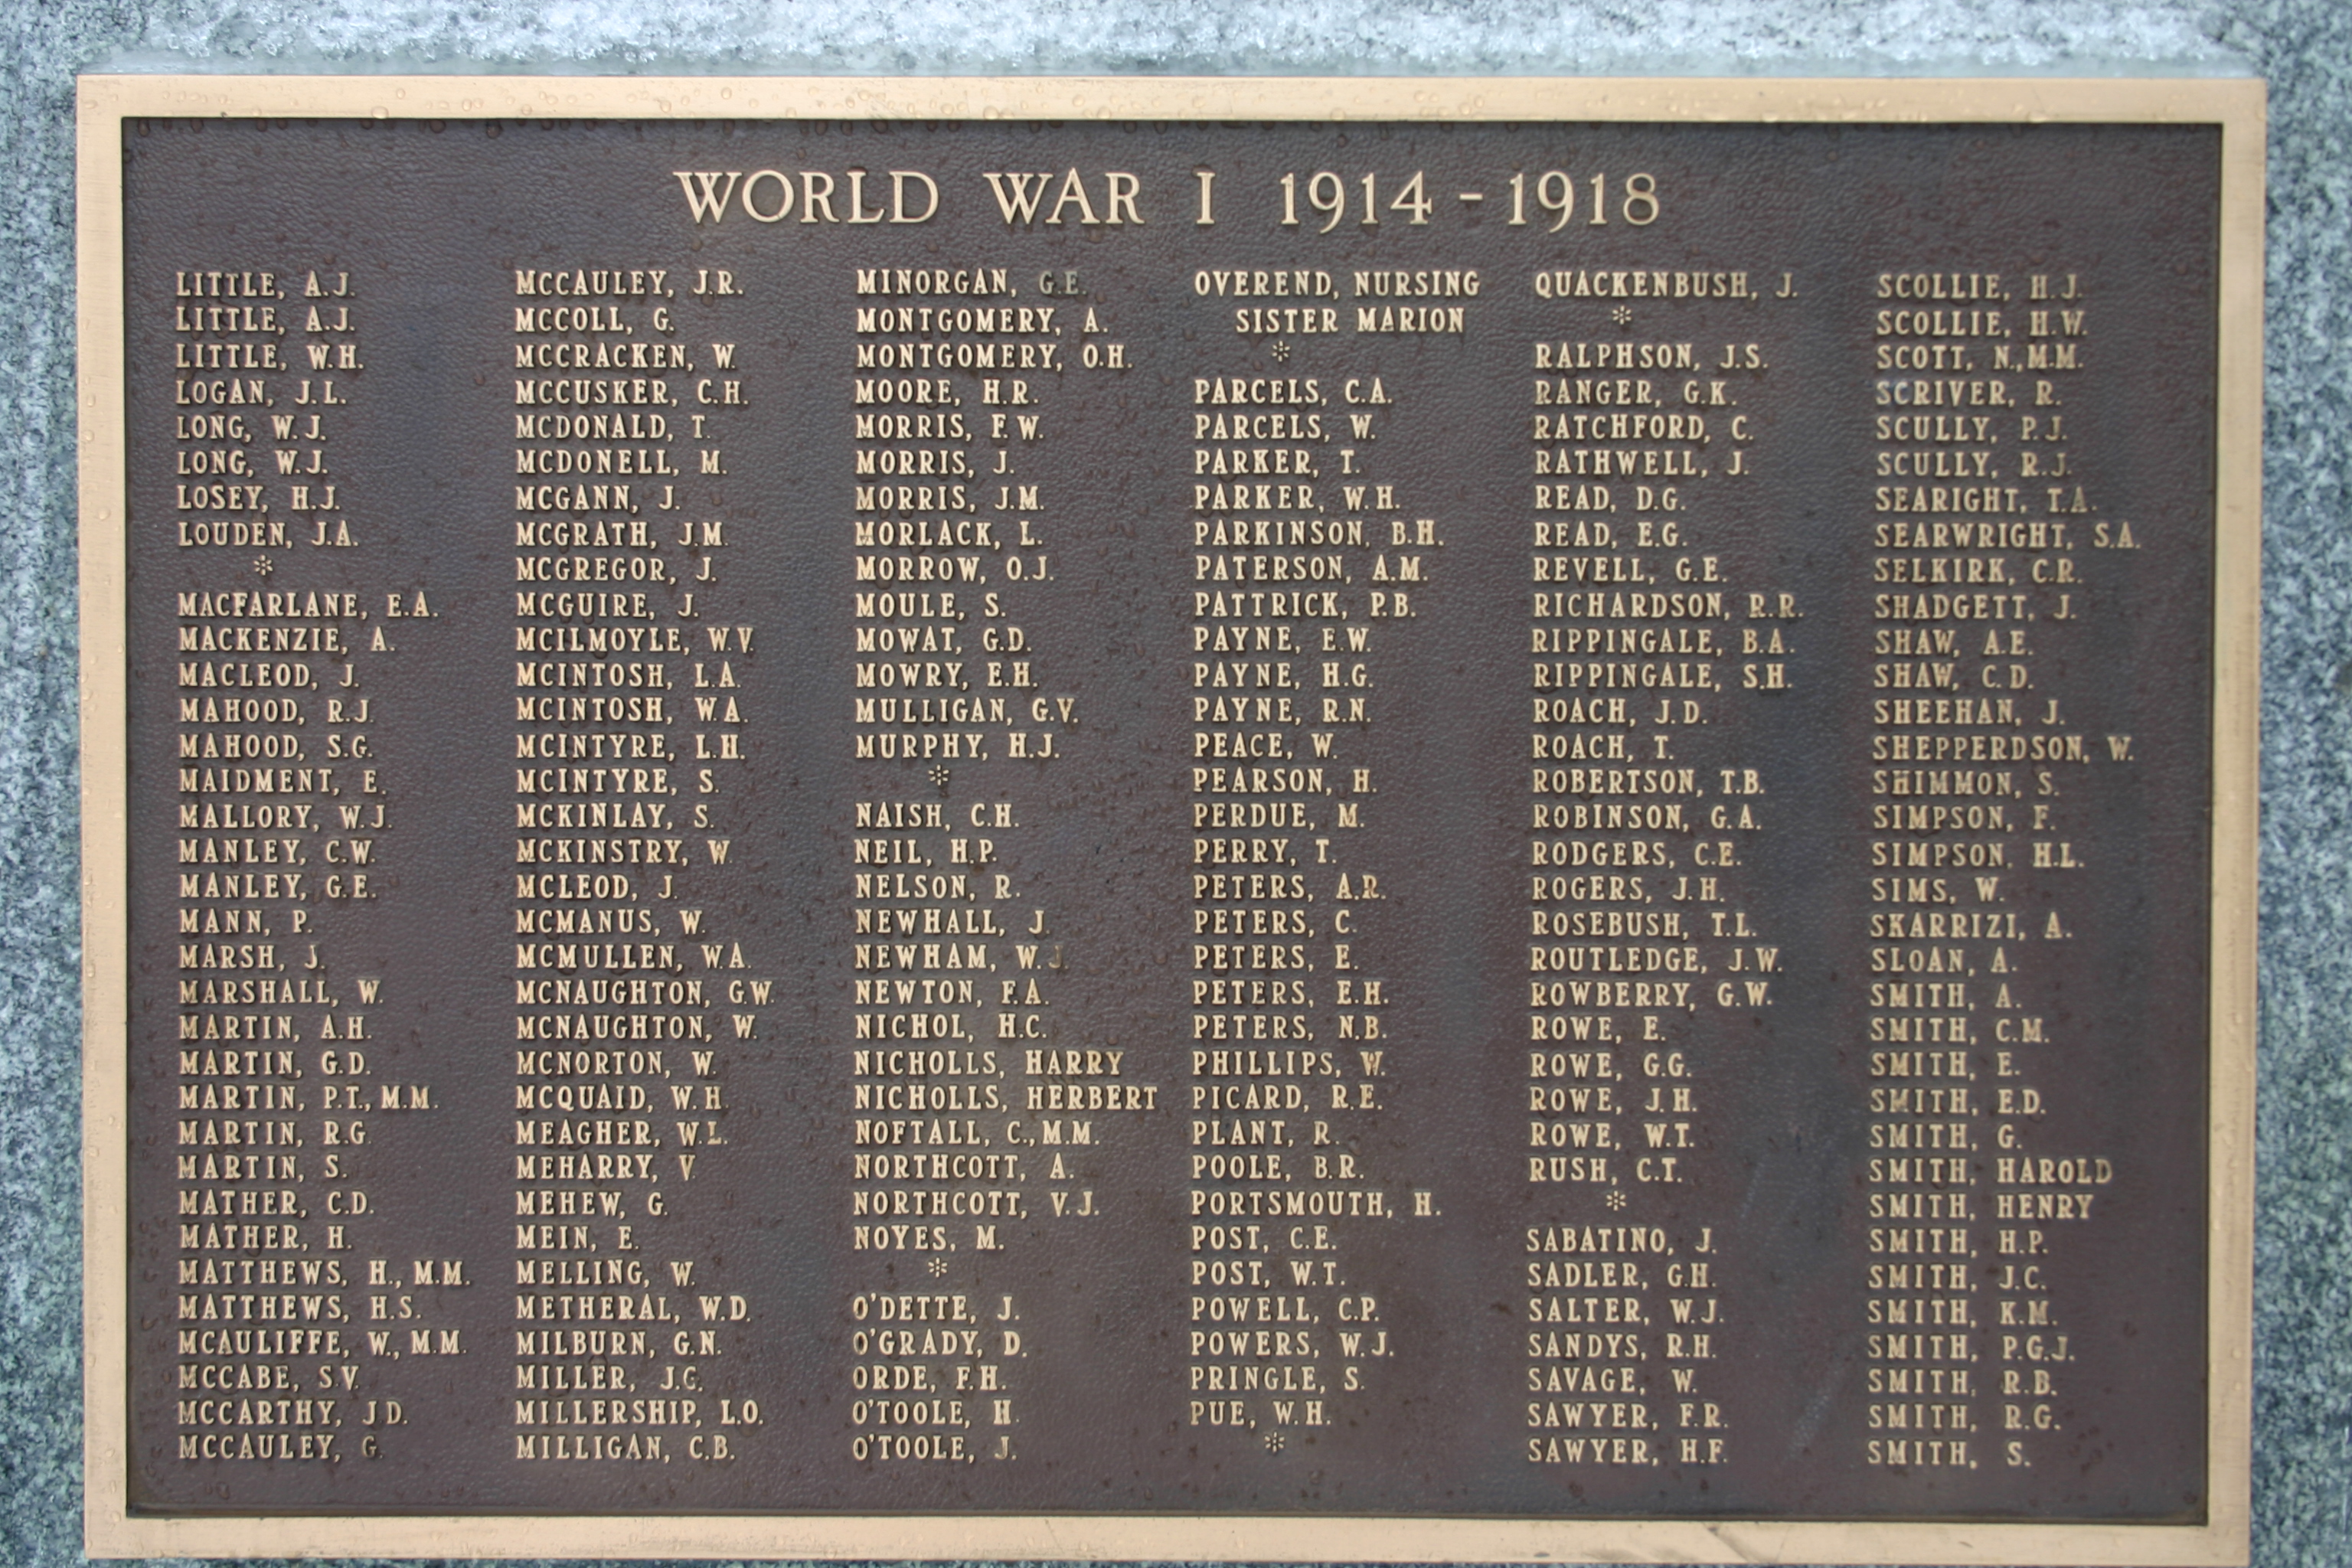 WORLD WAR I 1914-1918
LITTLE, A.J.
LITTLE, A.J.
LITTLE, W.H.
LOGAN, J.L.
LONG, W.J.
LONG, W.J.
LOSEY, H.J.
LOUDEN, J.A.
*
MACFARLANE, E.A.
MACKENZIE, A.
MACLEOD, J.
MAHOOD, R.J.
MAHOOD, S.G.
MAIDMENT, E.
MALLORY, W.J.
MANLEY, C.W.
MANLEY, G.E.
MANN, P.
MARSH, J.
MARSHALL, W.
MARTIN, A.H.
MARTIN, G.D.
MARTIN, P.T., M.M.
MARTIN, R.G.
MARTIN, S.
MATHER, C.D.
MATHER, H.
MATTHEWS, H., M.M.
MATTHEWS, H.S.
MCAULIFFE, W., M.M.
MCCABE, S.V.
MCCARTHY, J.D.
MCCAULEY, G.
MCCAULEY, J.R.
MCCOLL, G.
MCCRACKEN, W.
MCCUSKER, C.H.
MCDONALD, T.
MCDONELL, M.
MCGANN, J.
MCGRATH, J.M.
MCGREGOR, J.
MCGUIRE, J.
MCILMOYLE, W.V.
MCINTOSH, L.A.
MCINTOSH, W.A.
MCINTYRE, L.H.
MCINTYRE, S.
MCKINLAY, S.
MCKINSTRY, W.
MCLEOD, J.
MCMANUS, W.
MCMULLEN, W.A.
MCNAUGHTON, G.W.
MCNAUGHTON, W.
MCNORTON, W.
MCQUAID, W.H.
MEAGHER, W.L.
MEHARRY, V.
MEHEW, G.
MEIN, E.
MELLING, W.
METHERAL, W.D.
MILBURN, G.N.
MILLER, J.C.
MILLERSHIP, L.O.
MILLIGAN, C.B.
MINORGAN, G.E.
MONTGOMERY, A.
MONTGOMERY, O.H.
MOORE, H.R.
MORRIS, F.W.
MORRIS, J.
MORRIS, J.M.
MORLACK, L.
MORROW, O.J.
MOULE, S.
MOWAT, G.D.
MOWRY, E.H.
MULLIGAN, G.V.
MURPHY, H.J.
*
NAISH, C.H.
NEIL, H.P.
NELSON, R.
NEWHALL, J.
NEWHAM, W.J.
NEWTON, F.A.
NICHOL, H.C.
NICHOLLS, HARRY
NICHOLLS, HERBERT
NOFTALL, C., M.M.
NORTHCOTT, A.
NORTHCOTT, V.J.
NOYES, M.
*
O'DETTE, J.
O'GRADY, D.
ORDE, F.H.
O'TOOLE, H.
O'TOOLE, J.
OVEREND, NURSING
SISTER MARION
*
PARCELS, C.A.
PARCELS, W.
PARKER, T.
PARKER, W.H.
PARKINSON, B.H.
PATERSON, A.M.
PATTRICK, P.B.
PAYNE, E.W.
PAYNE, H.G.
PAYNE, R.N.
PEACE, W.
PEARSON, H.
PERDUE, M.
PERRY, T.
PETERS, A.R.
PETERS, C.
PETERS, E.
PETERS, E.H.
PETERS, N.B.
PHILLIPS, W.
PICARD, R.E.
PLANT, R.
POOLE, B.R.
PORTSMOUTH, H.
POST, C.E.
POST, W.T.
POWELL, C.P.
POWERS, W.J.
PRINGLE, S.
PUE, W.H.
*
QUACKENBUSH, J.
*
RALPHSON, J.S.
RANGER, G.K.
RATCHFORD, C.
RATHWELL, J.
READ, D.G.
READ, E.G.
REVELL, G.E.
RICHARDSON, R.R.
RIPPINGALE, B.A.
RIPPINGALE, S.H.
ROACH, J.D.
ROACH, T.
ROBERTSON, T.B.
ROBINSON, G.A.
RODGERS, C.E.
ROGERS, J.H.
ROSEBUSH, T.L.
ROUTLEDGE, J.W.
ROWBERRY, G.W.
ROWE, E.
ROWE, G.G.
ROWE, J.H.
ROWE, W.T.
RUSH, C.T.
*
SABATINO, J.
SADLER, G.H.
SALTER, W.J.
SANDYS, R.H.
SAVAGE, W.
SAWYER, F.R.
SAWYER, H.F.
SCOLLIE, H.J.
SCOLLIE, H.W.
SCOTT, N., M.M.
SCRIVER, R.
SCULLY, P.J.
SCULLY, R.J.
SEARIGHT, T.A.
SEARWRIGHT, S.A.
SELKIRK, C.R.
SHADGETT, J.
SHAW, A.E.
SHAW, C.D.
SHEEHAN, J.
SHEPPERDSON, W.
SHIMMON, S.
SIMPSON, F.
SIMPSON, H.L.
SIMS, W.
SKARRIZI, A.
SLOAN, A.
SMITH, A.
SMITH, C.M.
SMITH, E.
SMITH, E.D.
SMITH, G.
SMITH, HAROLD
SMITH, HENRY
SMITH, H.P.
SMITH, J.C.
SMITH, K.M.
SMITH, P.G.J.
SMITH, R.B.
SMITH, R.G.
SMITH, S.